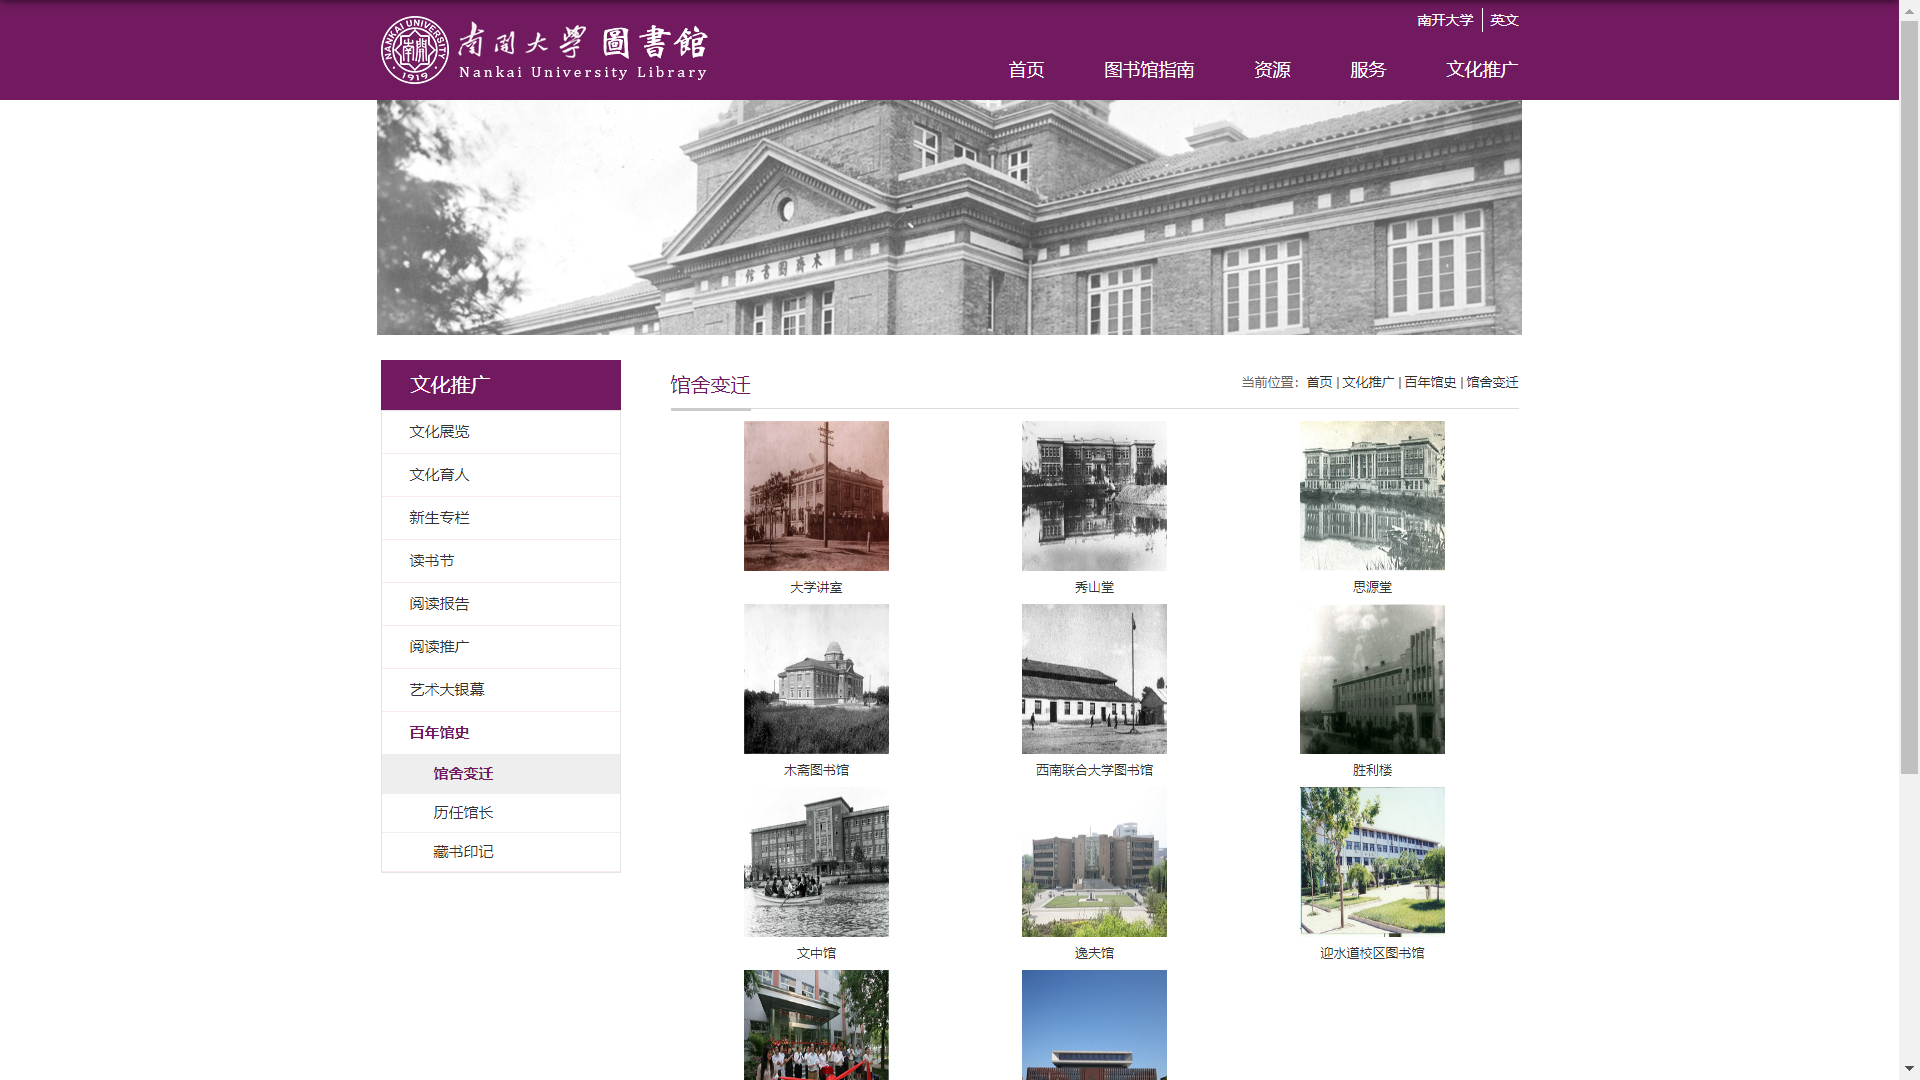 南开大学 | 英文
南開大學 圖書館
Nankai University Library
NANKAI UNIVERSITY
南開
1919
首页 图书馆指南 资源 服务 文化推广
木齋圖書館
文化推广
文化展览
文化育人
新生专栏
读书节
阅读报告
阅读推广
艺术大银幕
百年馆史
馆舍变迁
历任馆长
藏书印记
馆舍变迁
当前位置：首页 | 文化推广 | 百年馆史 | 馆舍变迁
大学讲室 秀山堂 思源堂
木斋图书馆 西南联合大学图书馆 胜利楼
文中馆 逸夫馆 迎水道校区图书馆